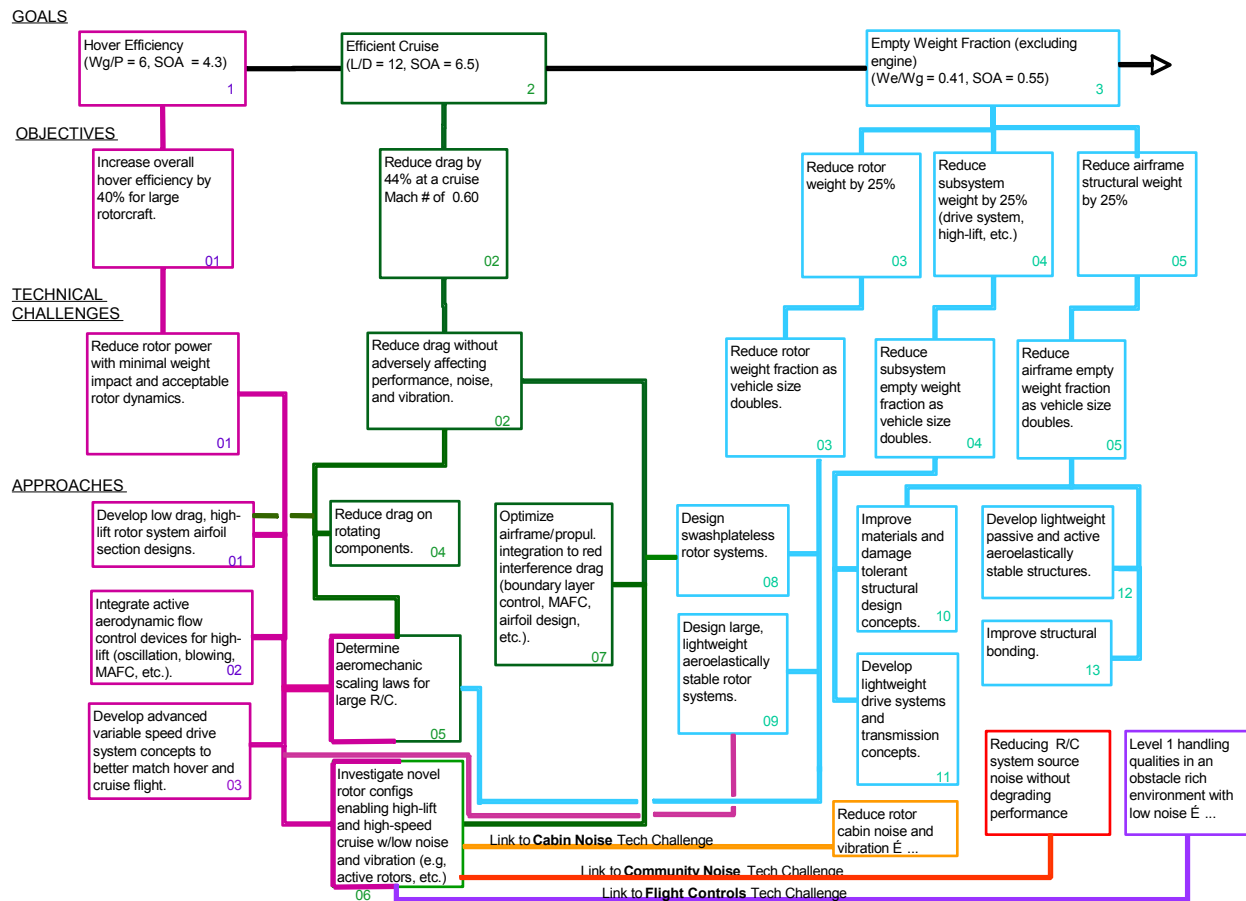 GOALS
Hover Efficiency
(Wg/P = 6, SOA = 4.3)
1
Efficient Cruise
(L/D = 12, SOA = 6.5)
2
Empty Weight Fraction (excluding
engine)
(We/Wg = 0.41, SOA = 0.55)
3
OBJECTIVES
Increase overall
hover efficiency by
40% for large
rotorcraft.
01
Reduce drag by
44% at a cruise
Mach # of 0.60
02
Reduce rotor
weight by 25%
03
Reduce
subsystem
weight by 25%
(drive system,
high-lift, etc.)
04
Reduce airframe
structural weight
by 25%
05
TECHNICAL
CHALLENGES
Reduce rotor power
with minimal weight
impact and acceptable
rotor dynamics.
01
Reduce drag without
adversely affecting
performance, noise,
and vibration.
02
Reduce rotor
weight fraction as
vehicle size
doubles.
03
Reduce
subsystem
empty weight
fraction as
vehicle size
doubles.
04
Reduce
airframe empty
weight fraction
as vehicle size
doubles.
05
APPROACHES
Develop low drag, high-
lift rotor system airfoil
section designs.
01
Reduce drag on
rotating
components.
04
Optimize
airframe/propul.
integration to red
interference drag
(boundary layer
control, MAFC,
airfoil design,
etc.).
07
Design
swashplateless
rotor systems.
08
Improve
materials and
damage
tolerant
structural
design
concepts.
10
Develop lightweight
passive and active
aeroelastically
stable structures.
12
Integrate active
aerodynamic flow
control devices for high-
lift (oscillation, blowing,
MAFC, etc.).
02
Determine
aeromechanic
scaling laws for
large R/C.
05
Design large,
lightweight
aeroelastically
stable rotor
systems.
09
Improve structural
bonding.
13
Develop
lightweight
drive systems
and
transmission
concepts.
11
Develop advanced
variable speed drive
system concepts to
better match hover and
cruise flight.
03
Investigate novel
rotor configs
enabling high-lift
and high-speed
cruise w/low noise
and vibration (e.g,
active rotors, etc.)
06
Reducing R/C
system source
noise without
degrading
performance
Level 1 handling
qualities in an
obstacle rich
environment with
low noise É ...
Reduce rotor
cabin noise and
vibration É ...
Link to Cabin Noise Tech Challenge
Link to Community Noise Tech Challenge
Link to Flight Controls Tech Challenge